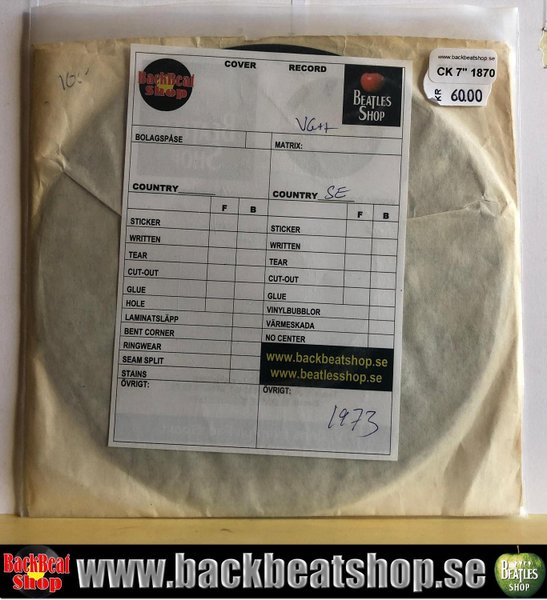 www.backbeatshop.se
CK 7" 1870
KR 60.00
COVER RECORD
BackBeat Shop
BEATLES SHOP
VG++
BOLAGSPÅSE
MATRIX:
COUNTRY______
COUNTRY SE
F B
F B
STICKER
WRITTEN
TEAR
CUT-OUT
GLUE
HOLE
LAMINATSLÄPP
BENT CORNER
RINGWEAR
SEAM SPLIT
STAINS
ÖVRIGT:
STICKER
WRITTEN
TEAR
CUT-OUT
GLUE
VINYLBUBBLOR
VÄRMESKADA
NO CENTER
www.backbeatshop.se
www.beatlesshop.se
ÖVRIGT:
1973
BackBeat Shop
www.backbeatshop.se
BEATLES SHOP